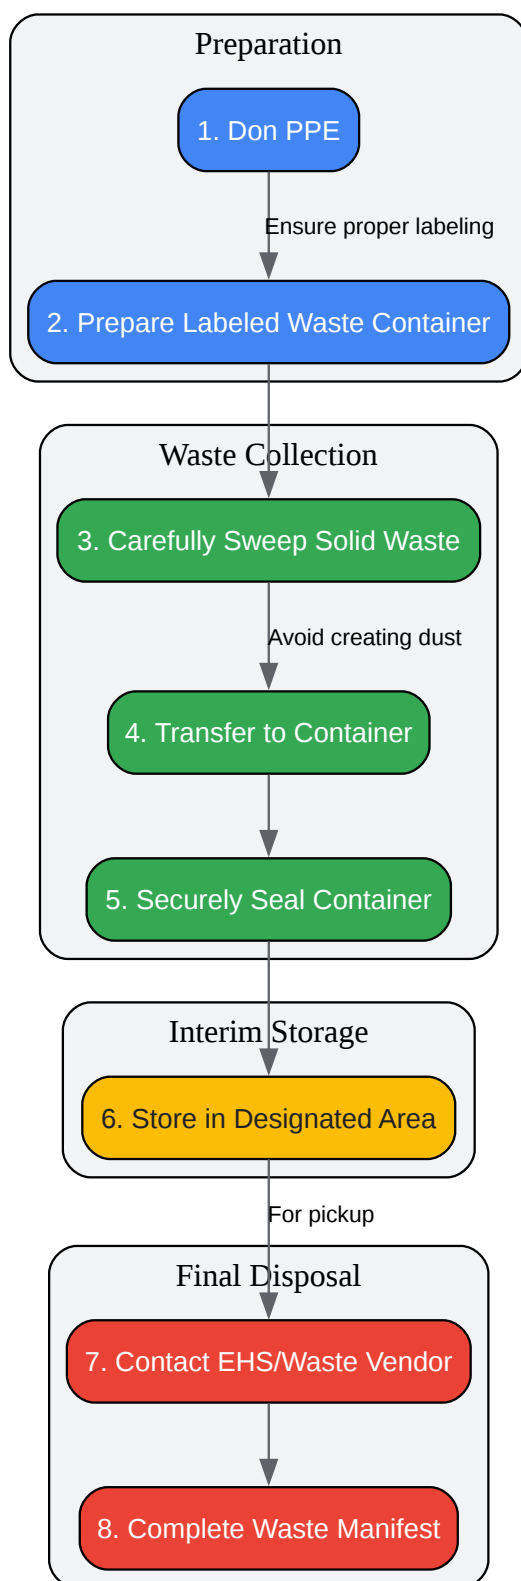 Preparation
1. Don PPE
Ensure proper labeling
2. Prepare Labeled Waste Container
Waste Collection
3. Carefully Sweep Solid Waste
Avoid creating dust
4. Transfer to Container
5. Securely Seal Container
Interim Storage
6. Store in Designated Area
For pickup
Final Disposal
7. Contact EHS/Waste Vendor
8. Complete Waste Manifest